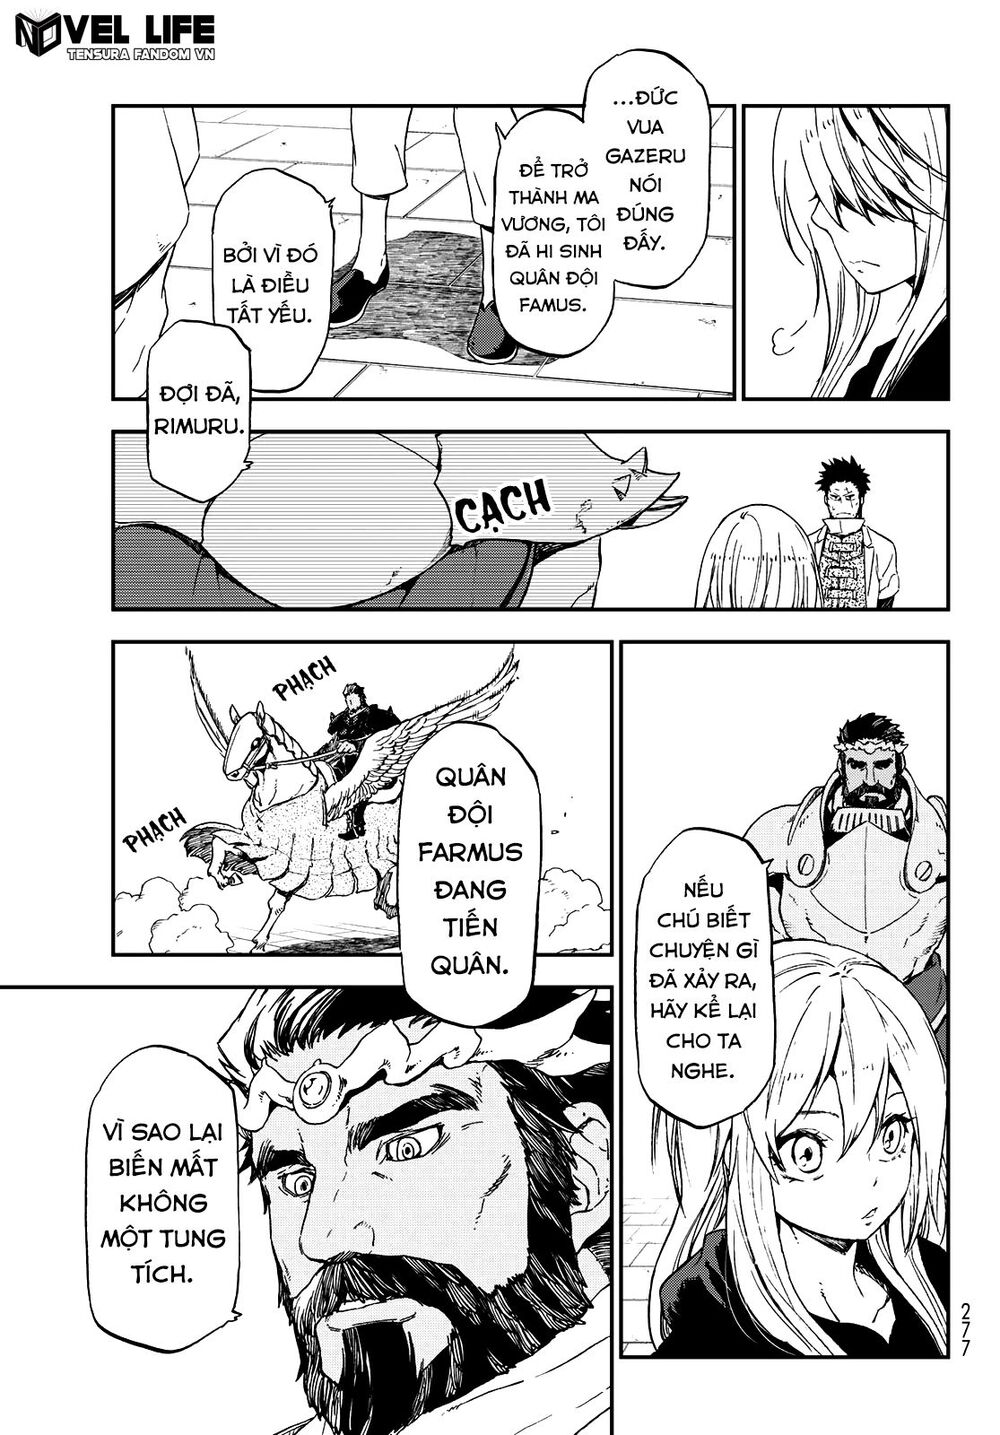 NOVEL LIFE
TENSURA FANDOM VN
...ĐỨC
VUA
GAZERU
NÓI
ĐÚNG
ĐẤY.
ĐỂ TRỞ
THÀNH MA
VƯƠNG, TÔI
ĐÃ HI SINH
QUÂN ĐỘI
FAMUS.
BỞI VÌ ĐÓ
LÀ ĐIỀU
TẤT YẾU.
ĐỢI ĐÃ,
RIMURU.
CẠCH
NẾU
CHÚ BIẾT
CHUYỆN GÌ
ĐÃ XẢY RA,
HÃY KỂ LẠI
CHO TA
NGHE.
PHẠCH
PHẠCH
QUÂN
ĐỘI
FARMUS
ĐANG
TIẾN
QUÂN.
VÌ SAO LẠI
BIẾN MẤT
KHÔNG
MỘT TUNG
TÍCH.
277